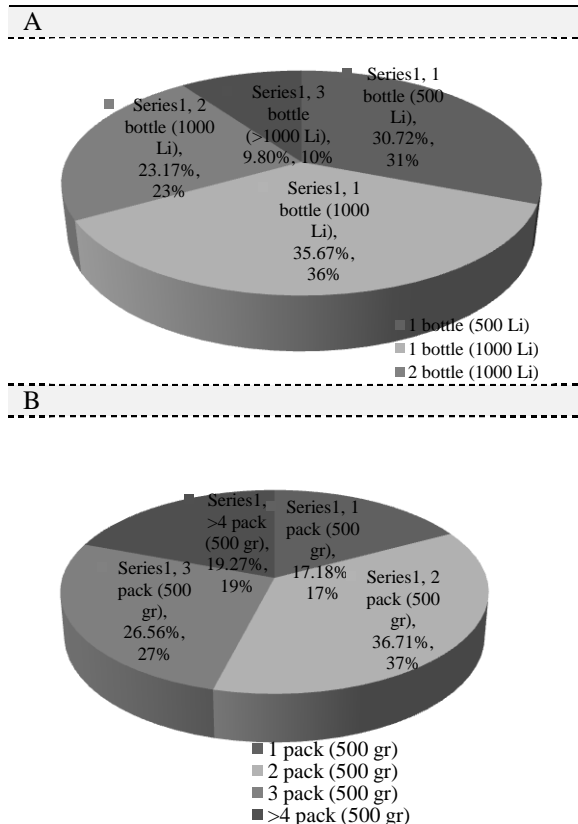 A
Series1, 1
bottle (500
Li),
30.72%,
31%
Series1, 3
bottle
(>1000 Li),
9.80%, 10%
Series1, 2
bottle (1000
Li),
23.17%,
23%
Series1, 1
bottle (1000
Li),
35.67%,
36%
1 bottle (500 Li)
1 bottle (1000 Li)
2 bottle (1000 Li)
B
Series1,
>4 pack
(500 gr),
19.27%,
19%
Series1, 1
pack (500
gr),
17.18%
17%
Series1, 3
pack (500
gr),
26.56%,
27%
Series1, 2
pack (500
gr),
36.71%,
37%
1 pack (500 gr)
2 pack (500 gr)
3 pack (500 gr)
>4 pack (500 gr)